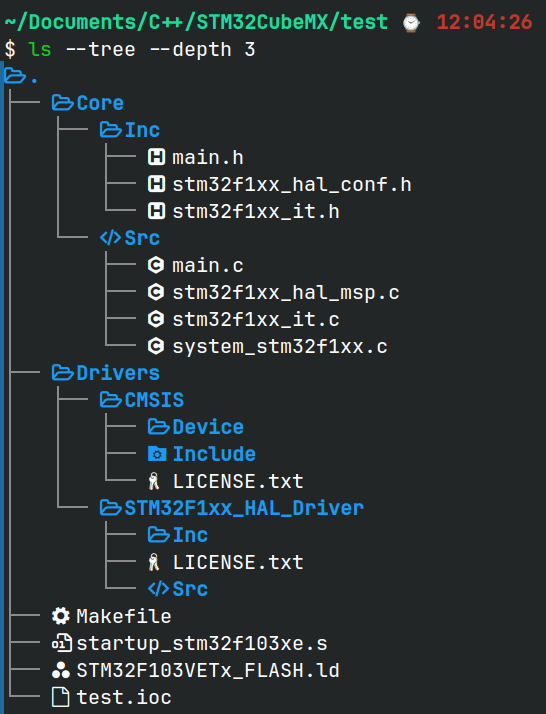 ~/Documents/C++/STM32CubeMX/test ⌚ 12:04:26
$ ls --tree --depth 3
.
Core
Inc
main.h
stm32f1xx_hal_conf.h
stm32f1xx_it.h
Src
main.c
stm32f1xx_hal_msp.c
stm32f1xx_it.c
system_stm32f1xx.c
Drivers
CMSIS
Device
Include
LICENSE.txt
STM32F1xx_HAL_Driver
Inc
LICENSE.txt
Src
Makefile
startup_stm32f103xe.s
STM32F103VETx_FLASH.ld
test.ioc